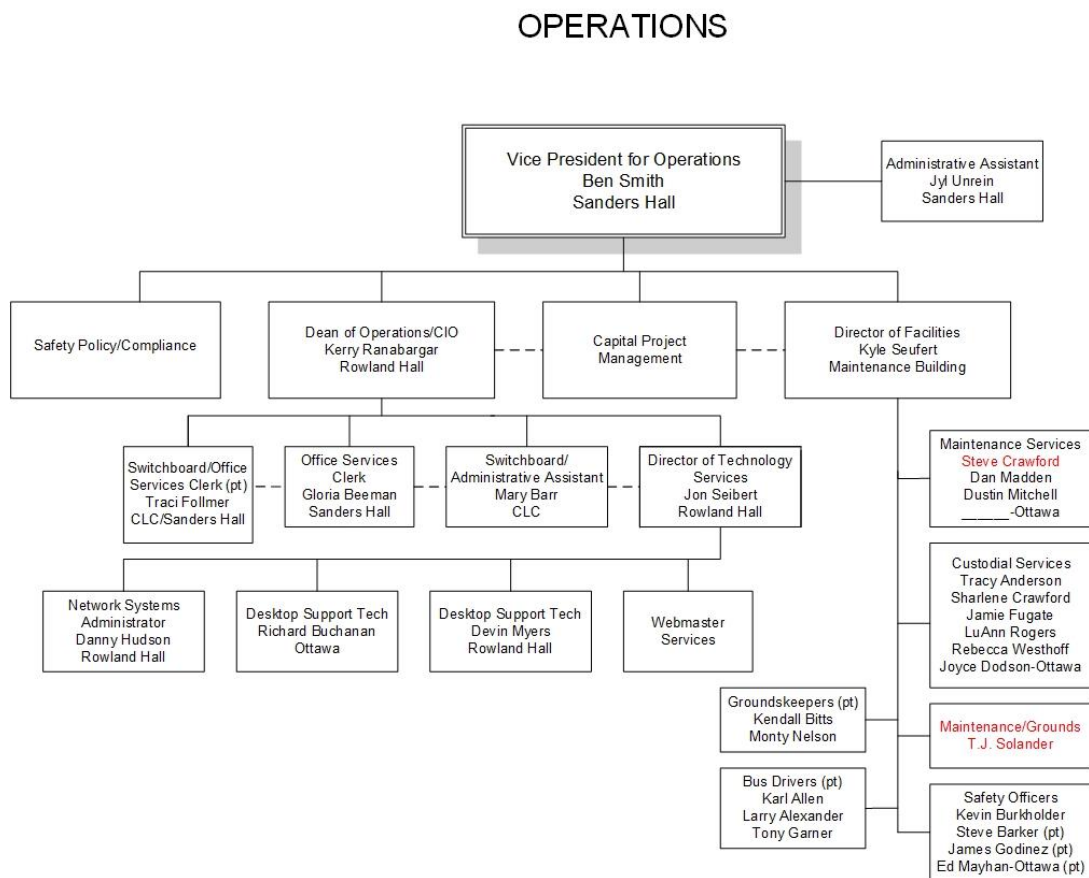 OPERATIONS
Vice President for Operations
Ben Smith
Sanders Hall
Administrative Assistant
Jyl Unrein
Sanders Hall
Safety Policy/Compliance
Dean of Operations/CIO
Kerry Ranabargar
Rowland Hall
Capital Project
Management
Director of Facilities
Kyle Seufert
Maintenance Building
Switchboard/Office
Services Clerk (pt)
Traci Follmer
CLC/Sanders Hall
Office Services
Clerk
Gloria Beeman
Sanders Hall
Switchboard/
Administrative Assistant
Mary Barr
CLC
Director of Technology
Services
Jon Seibert
Rowland Hall
Maintenance Services
Steve Crawford
Dan Madden
Dustin Mitchell
______-Ottawa
Network Systems
Administrator
Danny Hudson
Rowland Hall
Desktop Support Tech
Richard Buchanan
Ottawa
Desktop Support Tech
Devin Myers
Rowland Hall
Webmaster
Services
Custodial Services
Tracy Anderson
Sharlene Crawford
Jamie Fugate
LuAnn Rogers
Rebecca Westhoff
Joyce Dodson-Ottawa
Groundskeepers (pt)
Kendall Bitts
Monty Nelson
Maintenance/Grounds
T.J. Solander
Bus Drivers (pt)
Karl Allen
Larry Alexander
Tony Garner
Safety Officers
Kevin Burkholder
Steve Barker (pt)
James Godinez (pt)
Ed Mayhan-Ottawa (pt)